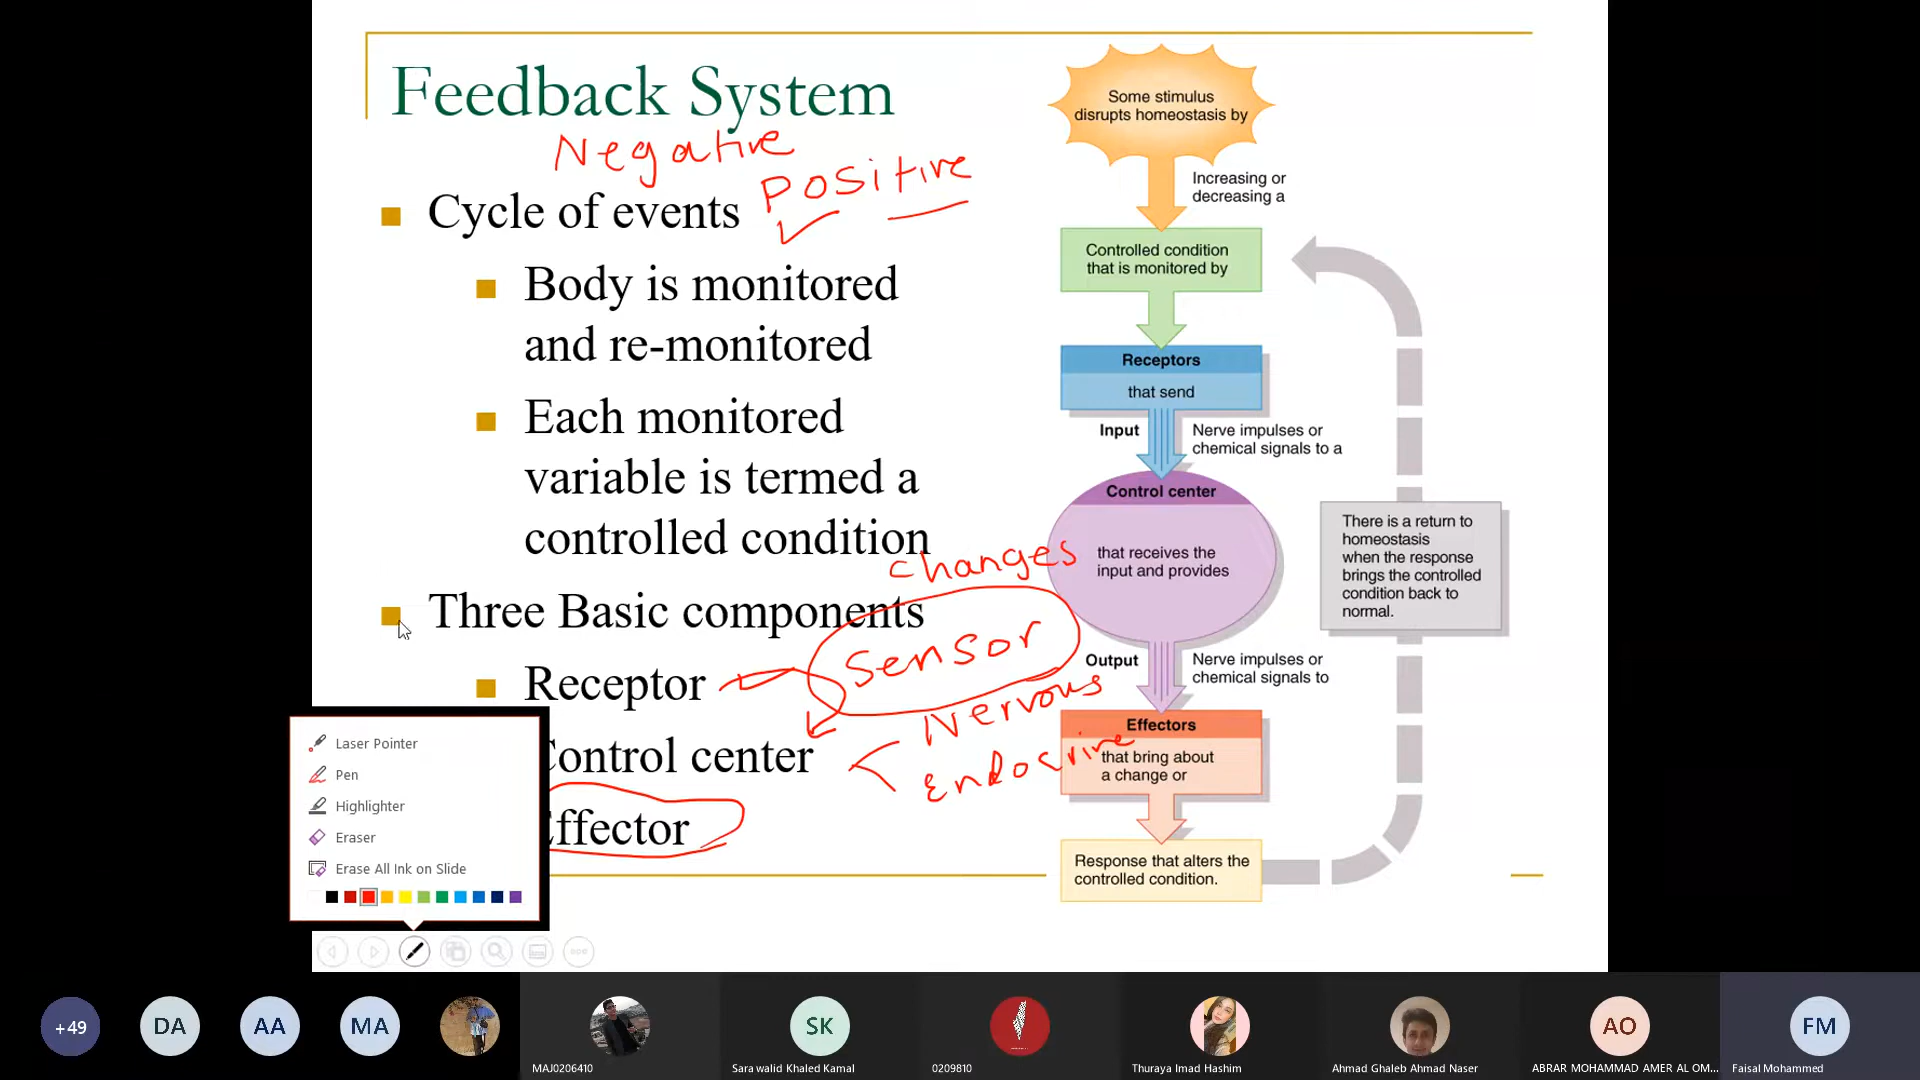 Feedback System
Negative
Positive
Cycle of events
Body is monitored
and re-monitored
Each monitored
variable is termed a
controlled condition
changes
Three Basic components
Sensor
Receptor
Nervous
Control center
Endocrine
Effector
Some stimulus
disrupts homeostasis by
Increasing or
decreasing a
Controlled condition
that is monitored by
Receptors
that send
Input
Nerve impulses or
chemical signals to a
Control center
that receives the
input and provides
Output
Nerve impulses or
chemical signals to
Effectors
that bring about
a change or
Response that alters the
controlled condition.
There is a return to
homeostasis
when the response
brings the controlled
condition back to
normal.
Laser Pointer
Pen
Highlighter
Eraser
Erase All Ink on Slide
+49
DA
AA
MA
MAJ0206410
SK
Sara walid Khaled Kamal
0209810
Thuraya Imad Hashim
Ahmad Ghaleb Ahmad Naser
AO
ABRAR MOHAMMAD AMER AL OM...
FM
Faisal Mohammed